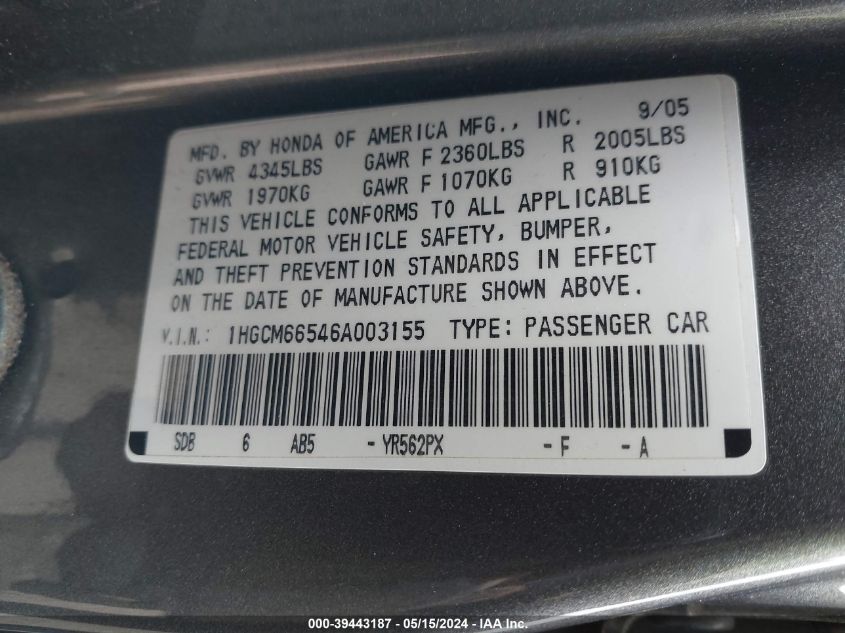 MFD. BY HONDA OF AMERICA MFG., INC. 9/05
GVWR 4345LBS GAWR F 2360LBS R 2005LBS
GVWR 1970KG GAWR F 1070KG R 910KG
THIS VEHICLE CONFORMS TO ALL APPLICABLE
FEDERAL MOTOR VEHICLE SAFETY, BUMPER,
AND THEFT PREVENTION STANDARDS IN EFFECT
ON THE DATE OF MANUFACTURE SHOWN ABOVE.
V.I.N.: 1HGCM66546A003155 TYPE: PASSENGER CAR
SDB 6 AB5 - YR562PX - F - A
000-39443187 - 05/15/2024 - IAA Inc.